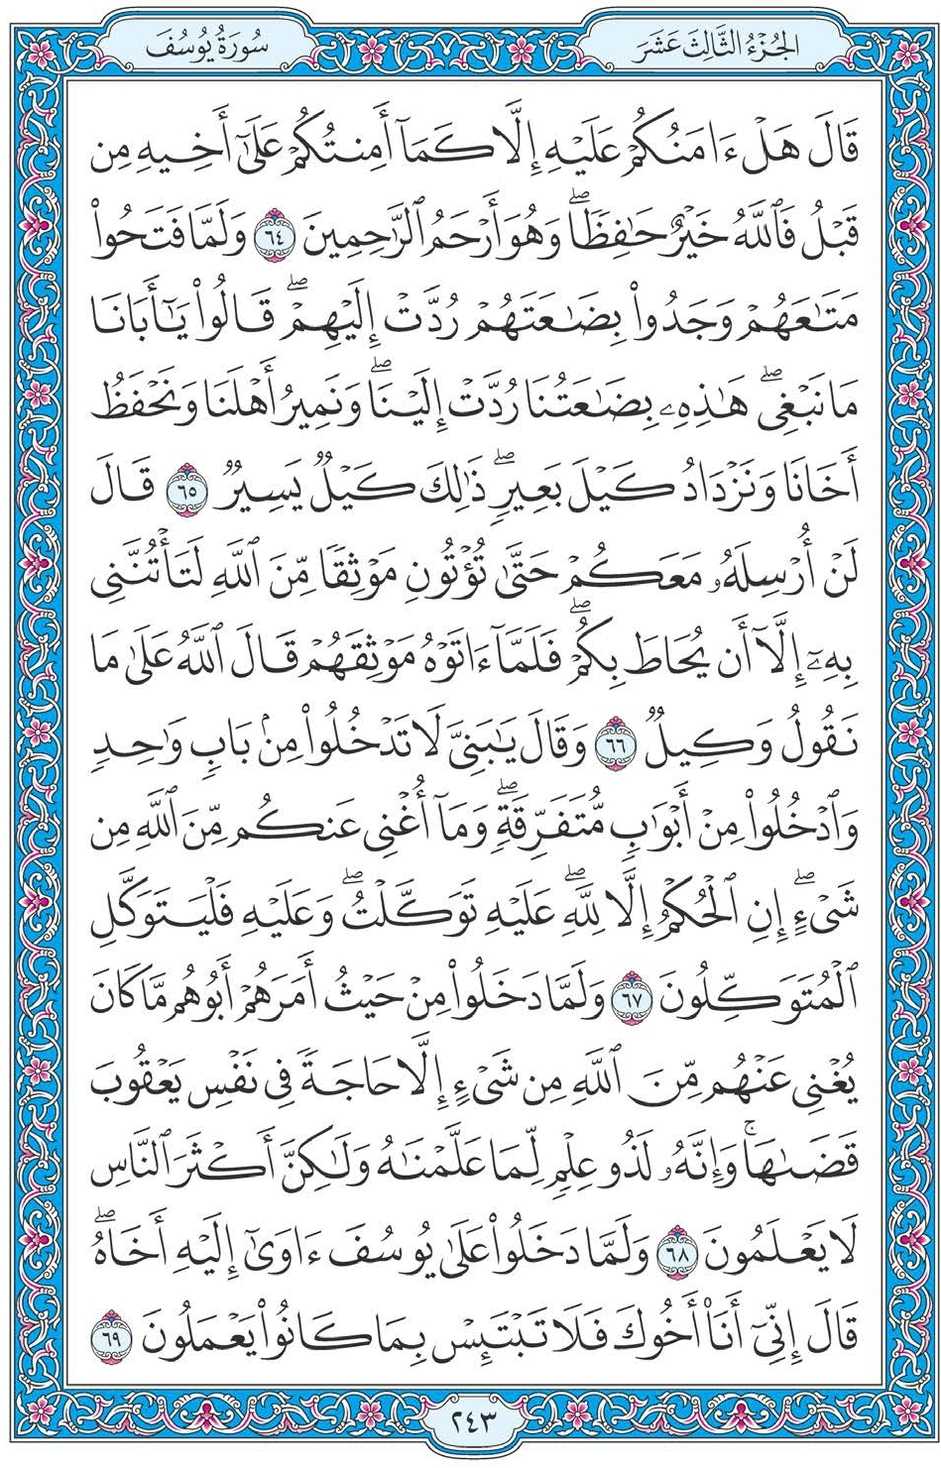 الجُزْءُ الثَّالِثَ عَشَرَ
سُورَةُ يُوسُفَ
قَالَ هَلْ ءَامَنُكُمْ عَلَيْهِ إِلَّا كَمَآ أَمِنتُكُمْ عَلَىٰٓ أَخِيهِ مِن
قَبْلُ فَٱللَّهُ خَيْرٌ حَٰفِظٗاۖ وَهُوَ أَرْحَمُ ٱلرَّٰحِمِينَ ٦٤ وَلَمَّا فَتَحُواْ
مَتَٰعَهُمْ وَجَدُواْ بِضَٰعَتَهُمْ رُدَّتْ إِلَيْهِمْۖ قَالُواْ يَٰٓأَبَانَا
مَا نَبْغِيۖ هَٰذِهِۦ بِضَٰعَتُنَا رُدَّتْ إِلَيْنَاۖ وَنَمِيرُ أَهْلَنَا وَنَحْفَظُ
أَخَانَا وَنَزْدَادُ كَيْلَ بَعِيرٖۖ ذَٰلِكَ كَيْلٞ يَسِيرٞ ٦٥ قَالَ
لَنْ أُرْسِلَهُۥ مَعَكُمْ حَتَّىٰ تُؤْتُونِ مَوْثِقٗا مِّنَ ٱللَّهِ لَتَأْتُنَّنِي
بِهِۦٓ إِلَّآ أَن يُحَاطَ بِكُمْۖ فَلَمَّآ ءَاتَوْهُ مَوْثِقَهُمْ قَالَ ٱللَّهُ عَلَىٰ مَا
نَقُولُ وَكِيلٞ ٦٦ وَقَالَ يَٰبَنِيَّ لَا تَدْخُلُواْ مِنۢ بَابٖ وَٰحِدٖ
وَٱدْخُلُواْ مِنْ أَبْوَٰبٖ مُّتَفَرِّقَةٖۖ وَمَآ أُغْنِي عَنكُم مِّنَ ٱللَّهِ مِن
شَيْءٍۖ إِنِ ٱلْحُكْمُ إِلَّا لِلَّهِۖ عَلَيْهِ تَوَكَّلْتُۖ وَعَلَيْهِ فَلْيَتَوَكَّلِ
ٱلْمُتَوَكِّلُونَ ٦٧ وَلَمَّا دَخَلُواْ مِنْ حَيْثُ أَمَرَهُمْ أَبُوهُم مَّا كَانَ
يُغْنِي عَنْهُم مِّنَ ٱللَّهِ مِن شَيْءٍ إِلَّا حَاجَةٗ فِي نَفْسِ يَعْقُوبَ
قَضَىٰهَاۚ وَإِنَّهُۥ لَذُو عِلْمٖ لِّمَا عَلَّمْنَٰهُ وَلَٰكِنَّ أَكْثَرَ ٱلنَّاسِ
لَا يَعْلَمُونَ ٦٨ وَلَمَّا دَخَلُواْ عَلَىٰ يُوسُفَ ءَاوَىٰٓ إِلَيْهِ أَخَاهُۖ
قَالَ إِنِّيٓ أَنَا۠ أَخُوكَ فَلَا تَبْتَئِسْ بِمَا كَانُواْ يَعْمَلُونَ ٦٩
٢٤٣